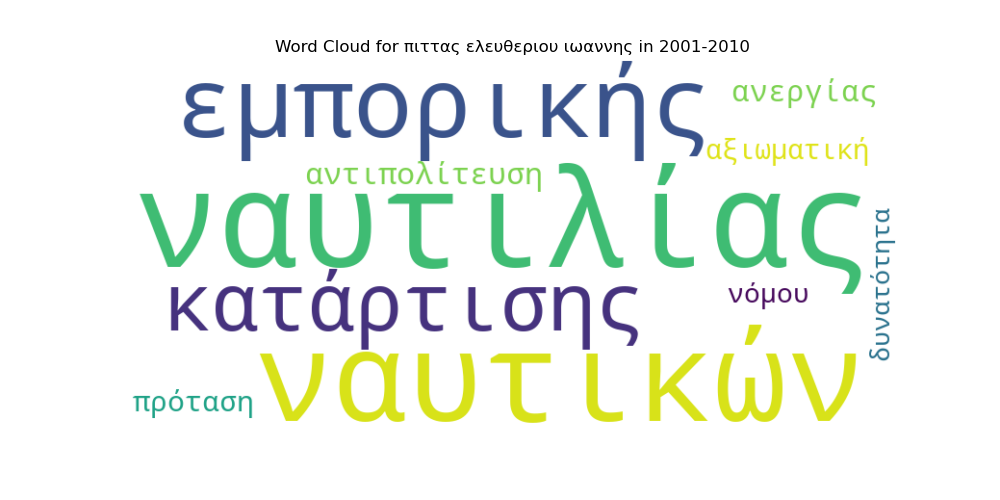 Word Cloud for πιττας ελευθεριου ιωαννης in 2001-2010
εμπορικής
ανεργίας
αξιωματική
αντιπολίτευση
ναυτιλίας
δυνατότητα
κατάρτισης
νόμου
ναυτικών
πρόταση